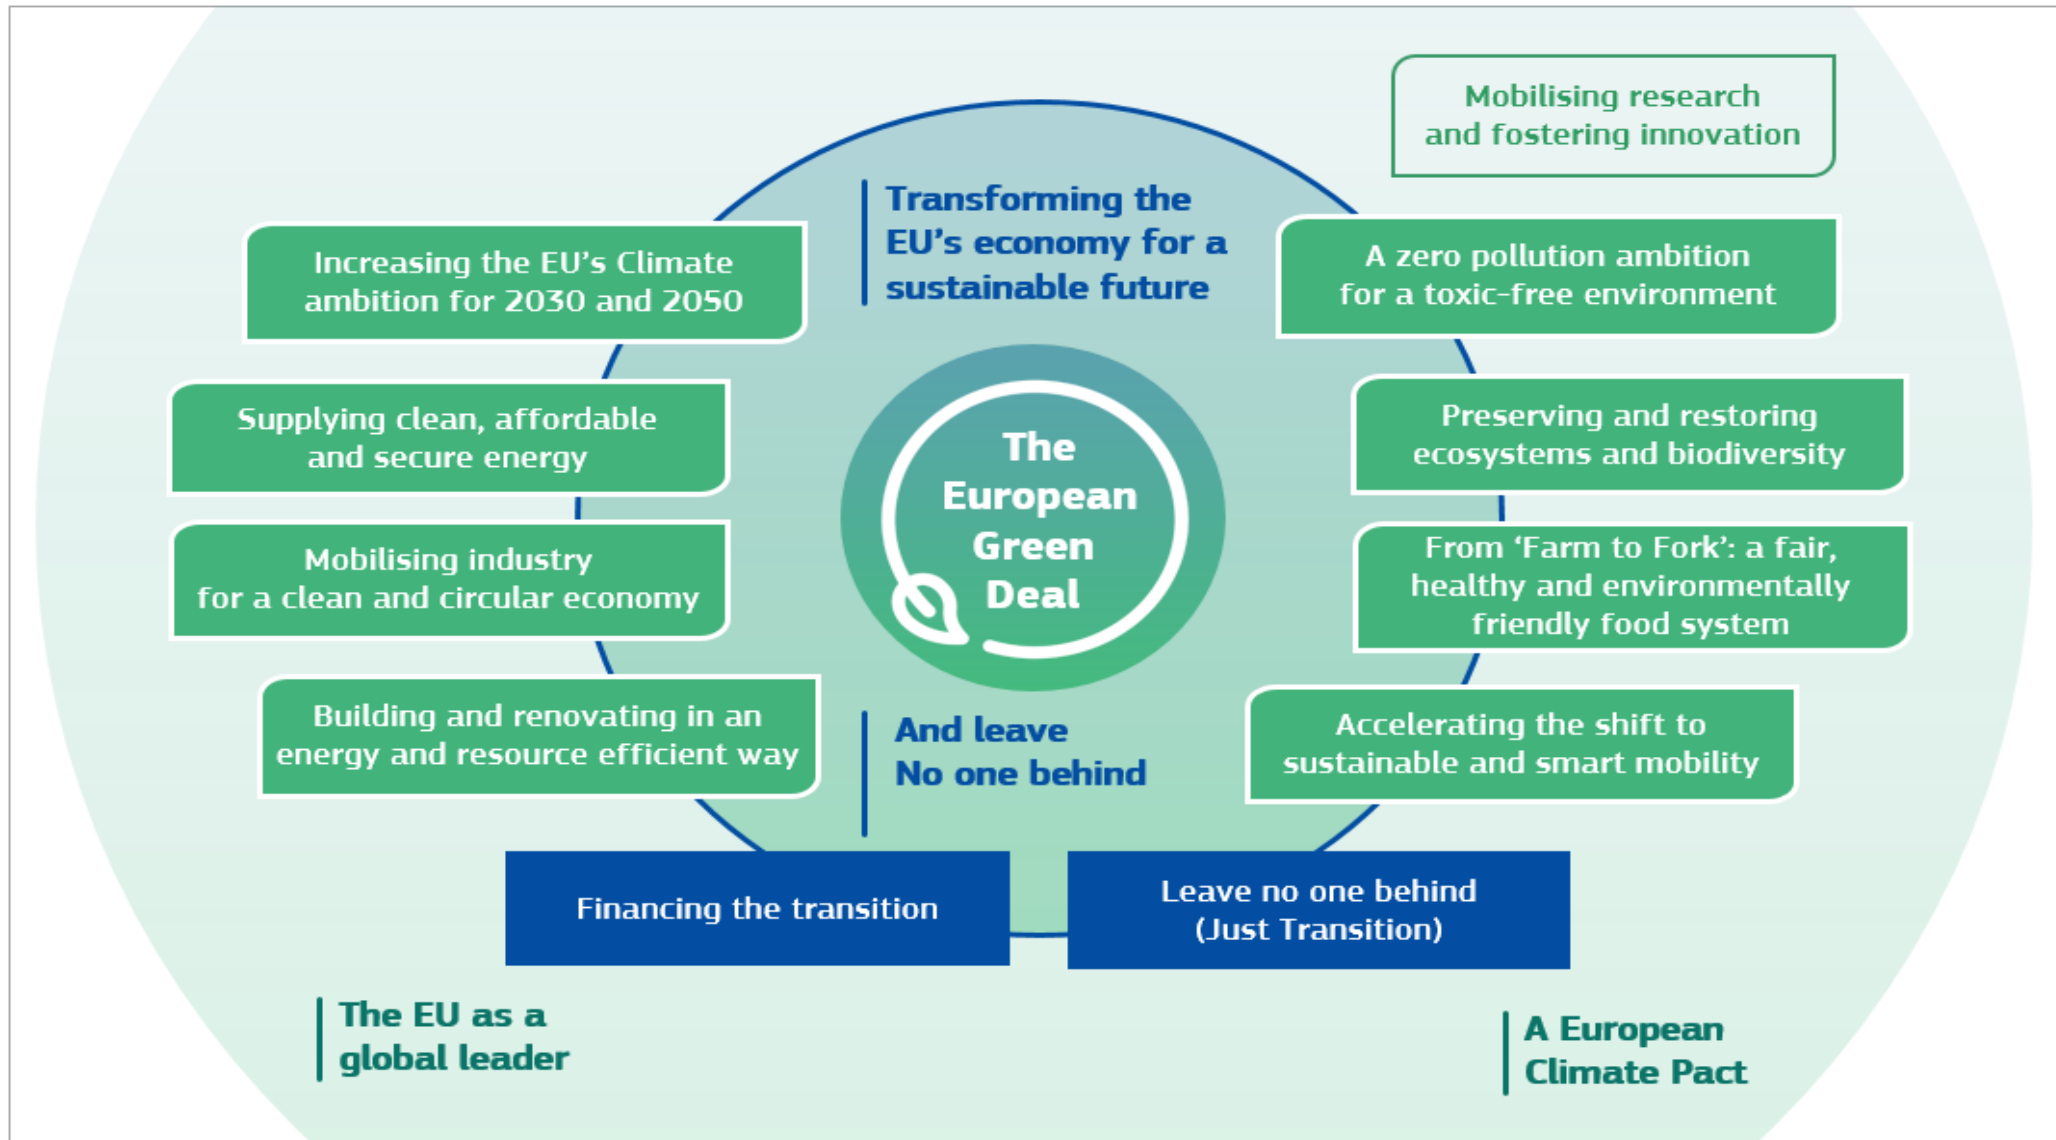 Mobilising research
and fostering innovation
Transforming the
EU's economy for a
sustainable future
Increasing the EU's Climate
ambition for 2030 and 2050
A zero pollution ambition
for a toxic-free environment
Supplying clean, affordable
and secure energy
Preserving and restoring
ecosystems and biodiversity
The
European
Green
Deal
Mobilising industry
for a clean and circular economy
From ‘Farm to Fork’: a fair,
healthy and environmentally
friendly food system
Building and renovating in an
energy and resource efficient way
And leave
No one behind
Accelerating the shift to
sustainable and smart mobility
Financing the transition
Leave no one behind
(Just Transition)
The EU as a
global leader
A European
Climate Pact